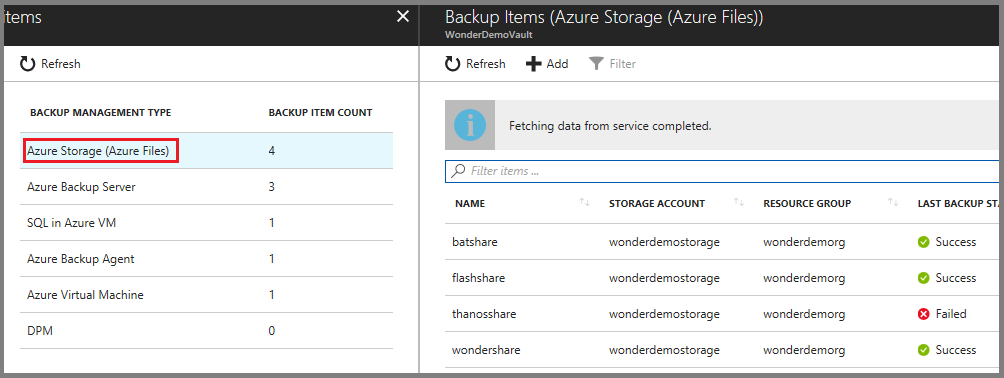 items
Refresh
BACKUP MANAGEMENT TYPE BACKUP ITEM COUNT
Azure Storage (Azure Files) 4
Azure Backup Server 3
SQL in Azure VM 1
Azure Backup Agent 1
Azure Virtual Machine 1
DPM 0
Backup Items (Azure Storage (Azure Files))
WonderDemoVault
Refresh Add Filter
Fetching data from service completed.
Filter items ...
NAME STORAGE ACCOUNT RESOURCE GROUP LAST BACKUP STA
batshare wonderdemostorage wonderdemorg Success
flashshare wonderdemostorage wonderdemorg Success
thanosshare wonderdemostorage wonderdemorg Failed
wondershare wonderdemostorage wonderdemorg Success